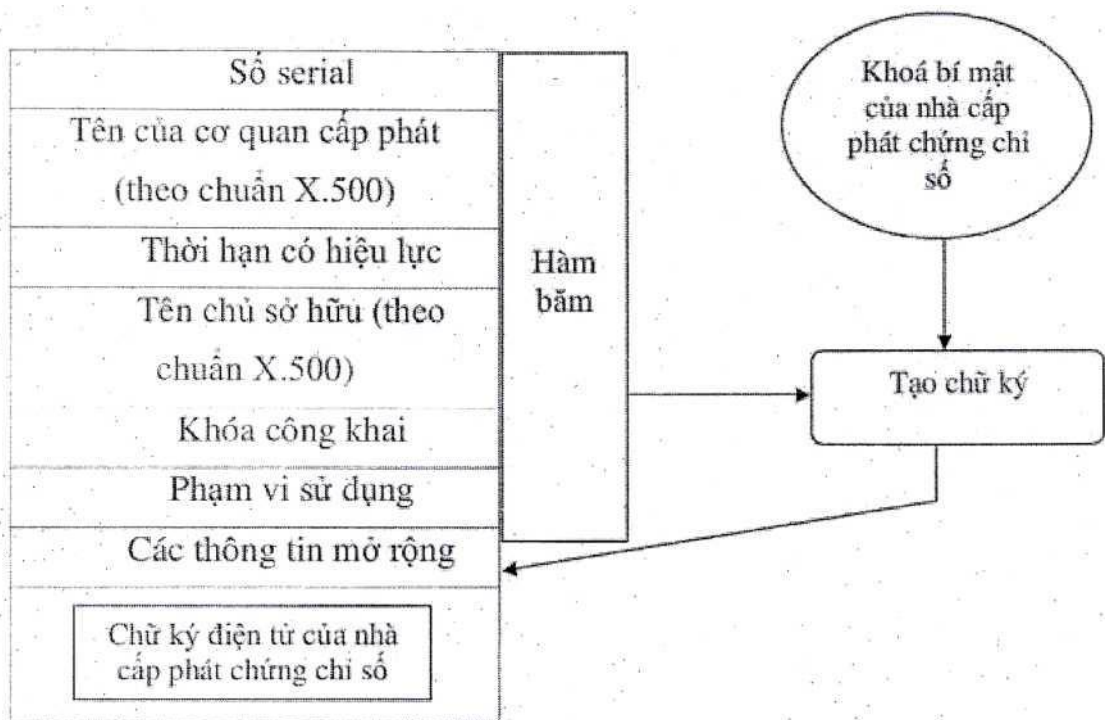 Số serial
Tên của cơ quan cấp phát
(theo chuẩn X.500)
Thời hạn có hiệu lực
Tên chủ sở hữu (theo
chuẩn X.500)
Khóa công khai
Phạm vi sử dụng
Các thông tin mở rộng
Chữ ký điện tử của nhà
cấp phát chứng chỉ số
Hàm
băm
Khoá bí mật
của nhà cấp
phát chứng chỉ
số
Tạo chữ ký